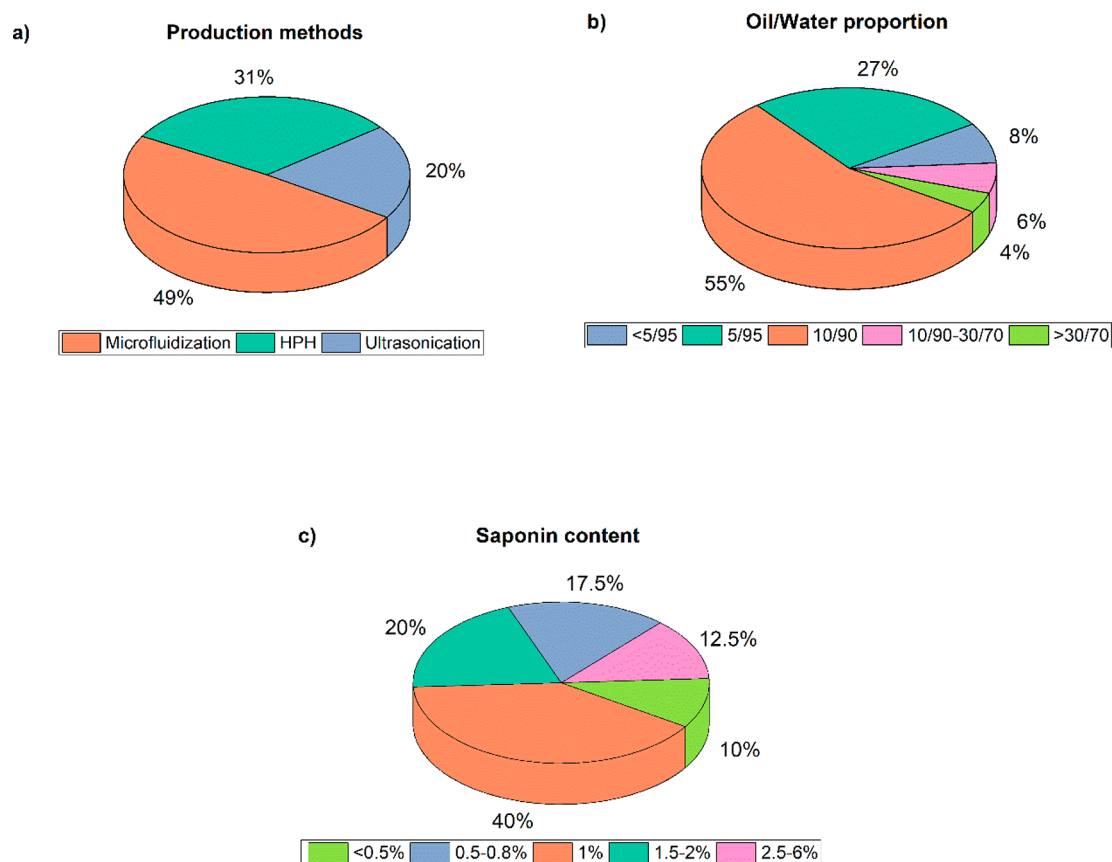 a) Production methods
31%
20%
49%
Microfluidization HPH Ultrasonication
b) Oil/Water proportion
27%
8%
6%
4%
55%
<5/95 5/95 10/90 10/90-30/70 >30/70
c) Saponin content
17.5%
20%
12.5%
10%
40%
<0.5% 0.5-0.8% 1% 1.5-2% 2.5-6%